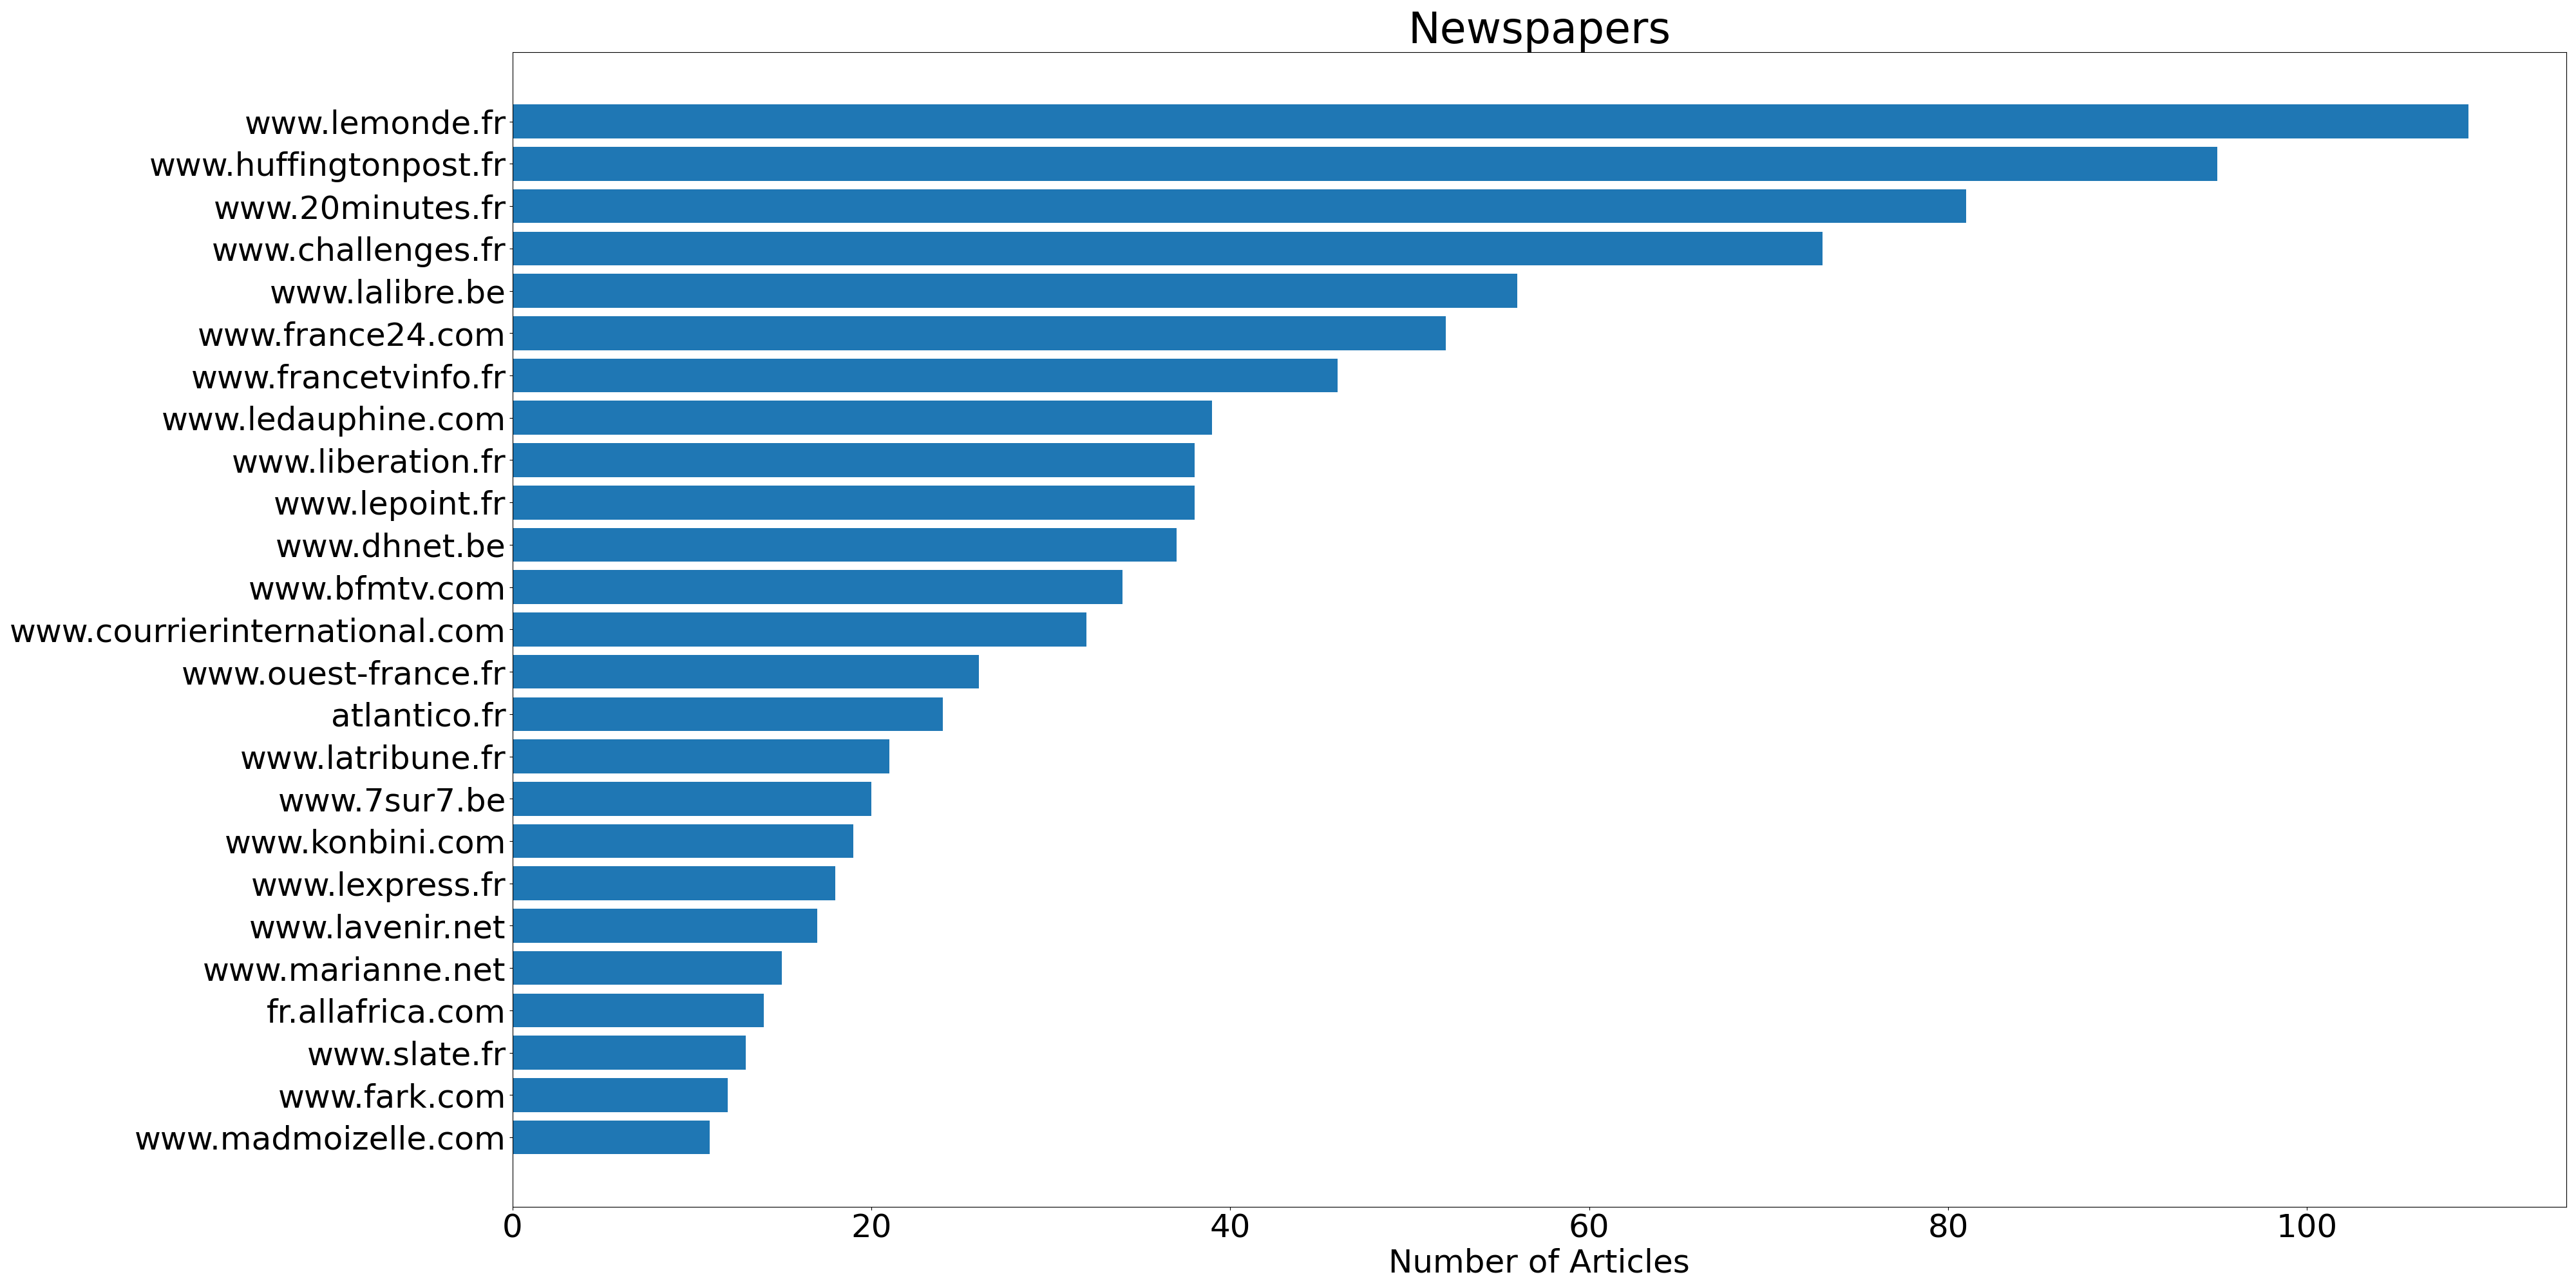 Newspapers
www.lemonde.fr
www.huffingtonpost.fr
www.20minutes.fr
www.challenges.fr
www.lalibre.be
www.france24.com
www.francetvinfo.fr
www.ledauphine.com
www.liberation.fr
www.lepoint.fr
www.dhnet.be
www.bfmtv.com
www.courrierinternational.com
www.ouest-france.fr
atlantico.fr
www.latribune.fr
www.7sur7.be
www.konbini.com
www.lexpress.fr
www.lavenir.net
www.marianne.net
fr.allafrica.com
www.slate.fr
www.fark.com
www.madmoizelle.com
0 20 40 60 80 100
Number of Articles